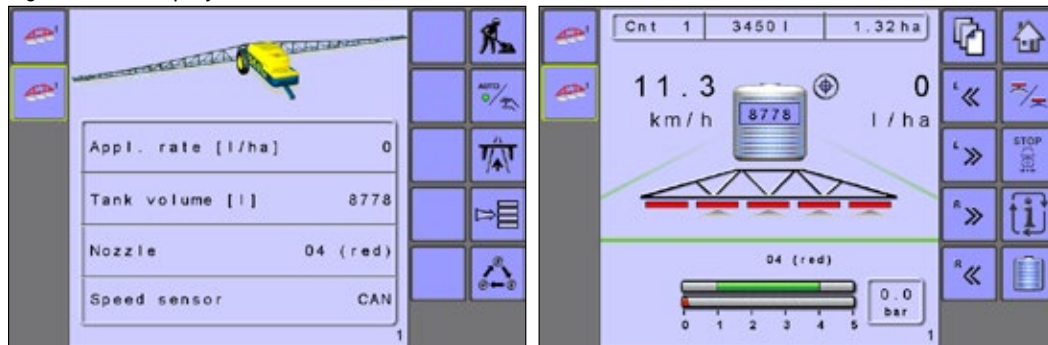 AUTO
Appl. rate [l/ha] 0
Tank volume [l] 8778
Nozzle 04 (red)
Speed sensor CAN
1
Cnt 1 3450 l 1.32 ha
11.3 km/h
8778
0 l/ha
L
STOP
L
R
R
04 (red)
0 1 2 3 4 5
0.0 bar
1